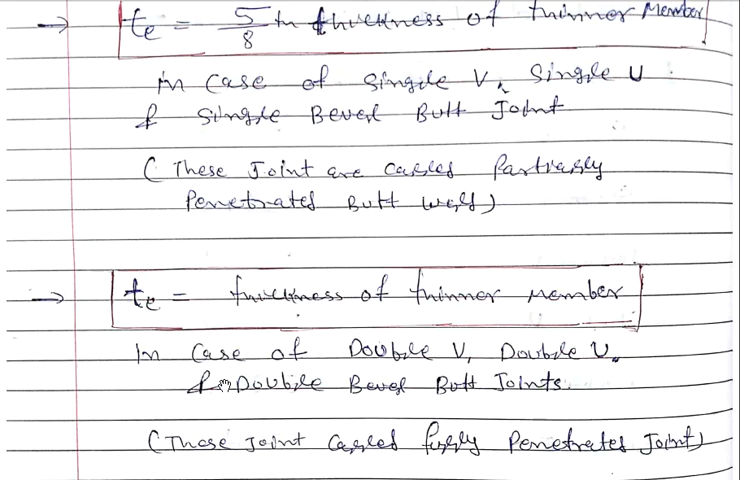 → te = 5/8 th thickness of thinner Member
in case of single V, Single U
& Single Bevel Butt Joint
( These Joint are called Partially
Penetrated Butt weld)
→ te = thickness of thinner Member
In Case of Double V, Double U,
& Double Bevel Butt Joints.
(These Joint Called fully Penetrated Joint)